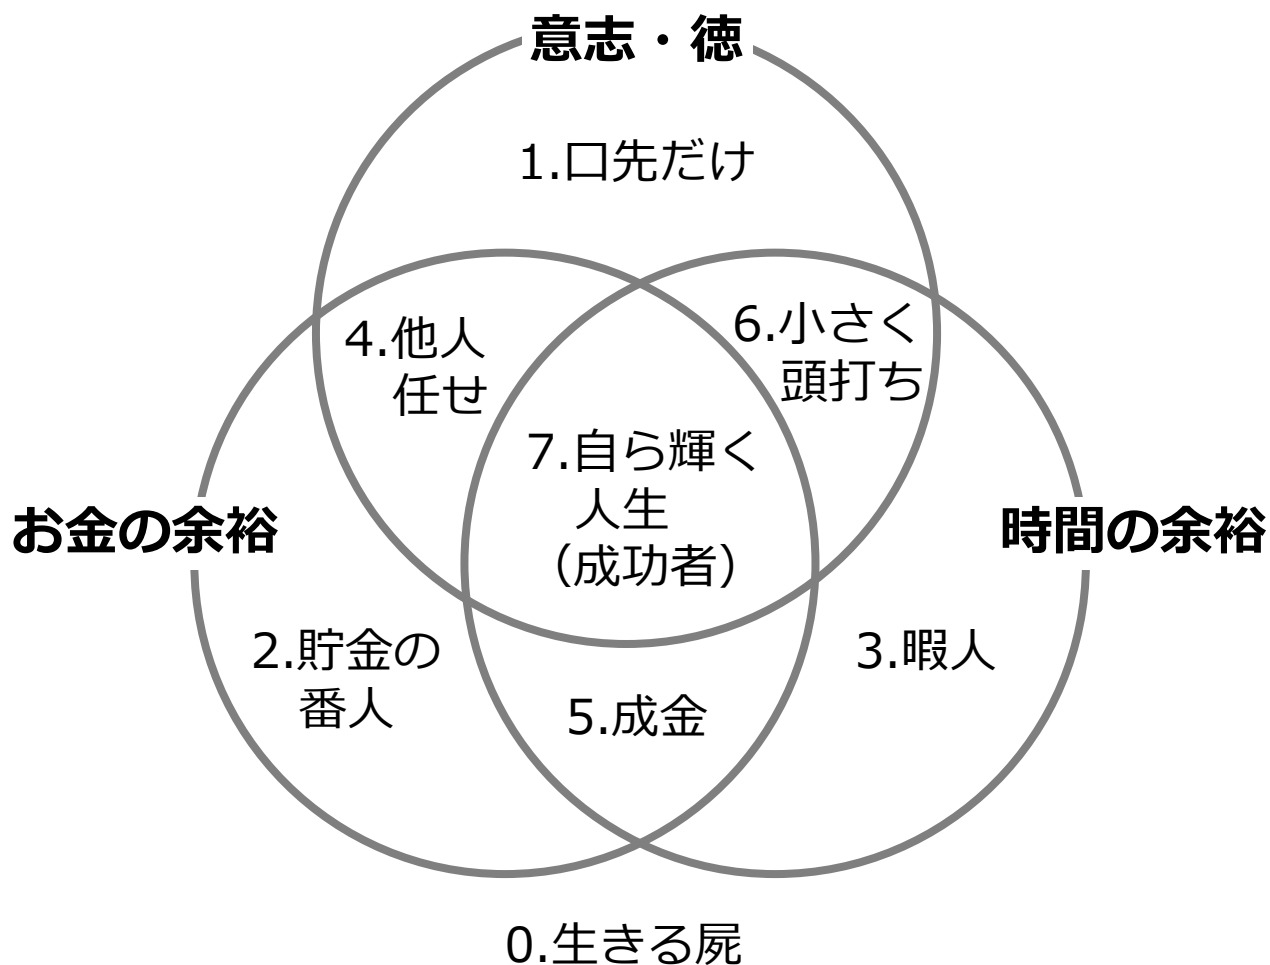 意志・徳
1.口先だけ
4.他人
任せ
6.小さく
頭打ち
7.自ら輝く
人生
（成功者）
お金の余裕
時間の余裕
2.貯金の
番人
3.暇人
5.成金
0.生きる屍